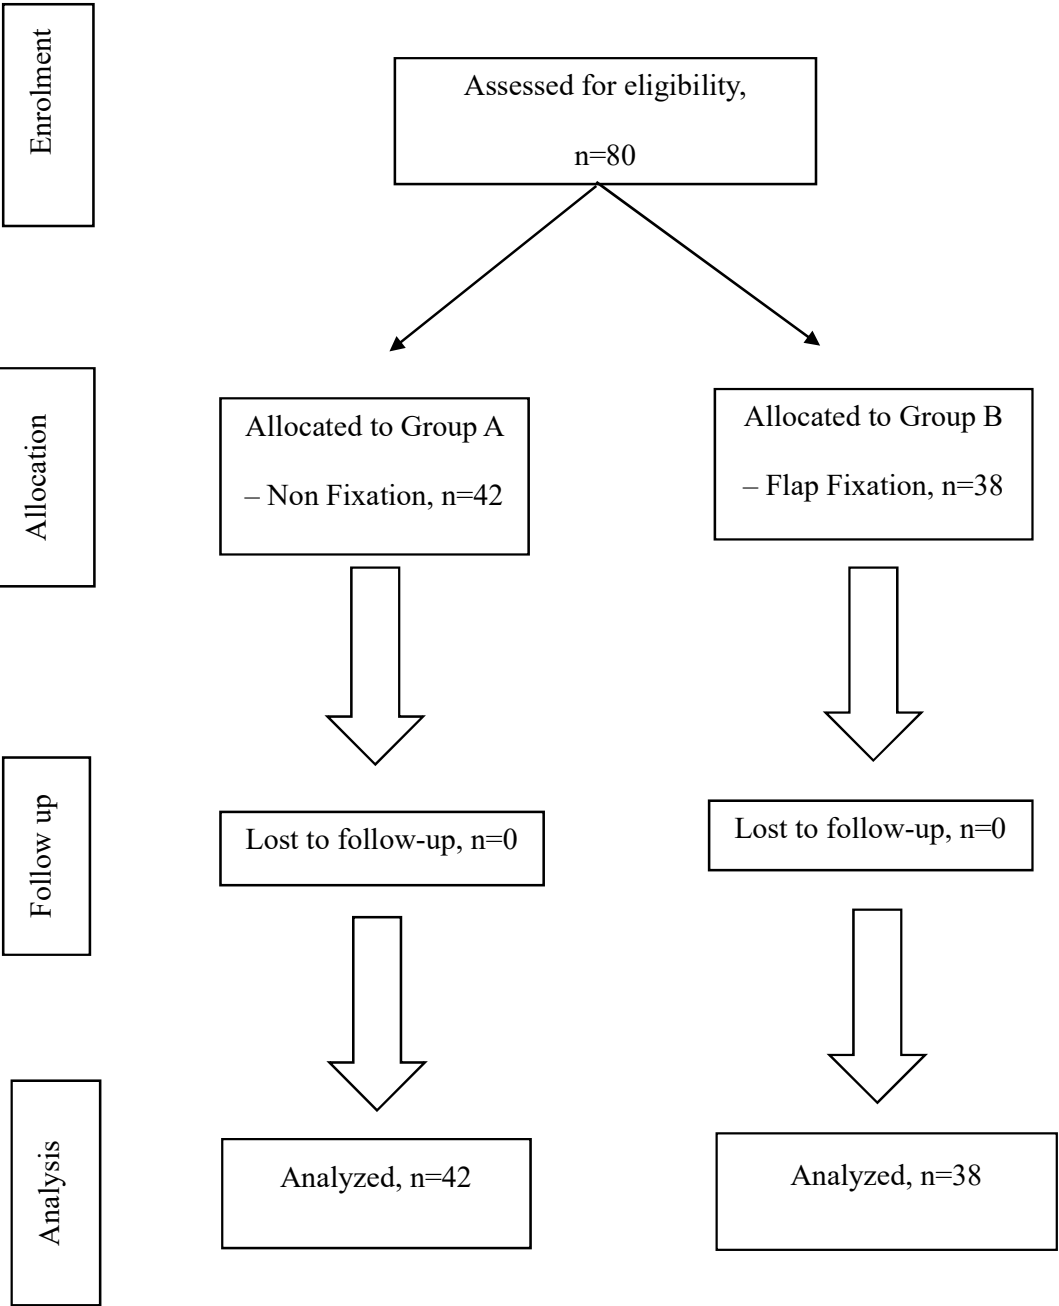 Enrolment
Assessed for eligibility,
n=80
Allocation
Allocated to Group A
– Non Fixation, n=42
Allocated to Group B
– Flap Fixation, n=38
Follow up
Lost to follow-up, n=0
Lost to follow-up, n=0
Analysis
Analyzed, n=42
Analyzed, n=38